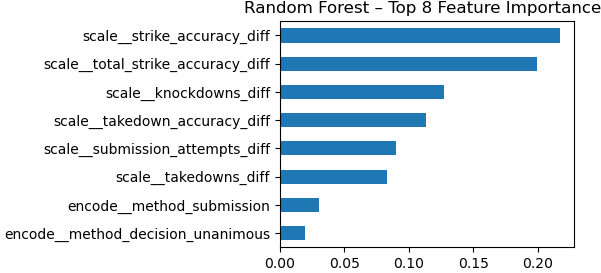 Random Forest – Top 8 Feature Importance
scale__strike_accuracy_diff
scale__total_strike_accuracy_diff
scale__knockdowns_diff
scale__takedown_accuracy_diff
scale__submission_attempts_diff
scale__takedowns_diff
encode__method_submission
encode__method_decision_unanimous
0.00 0.05 0.10 0.15 0.20